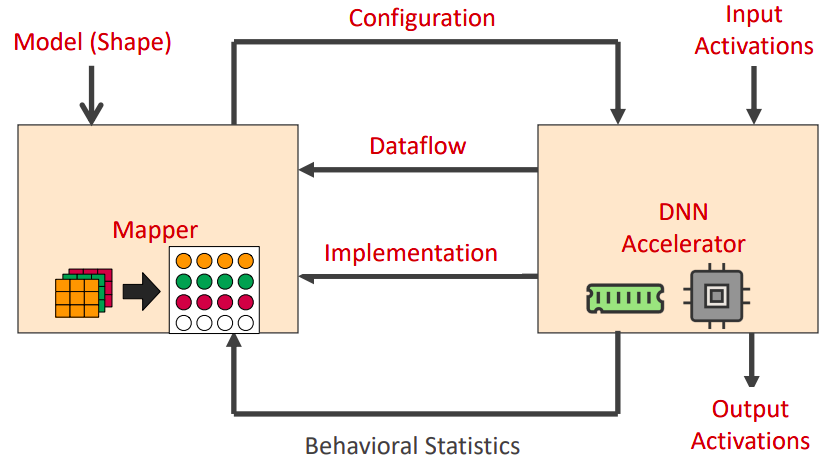 Configuration
Input
Activations
Model (Shape)
Dataflow
Mapper
DNN
Accelerator
Implementation
Output
Activations
Behavioral Statistics